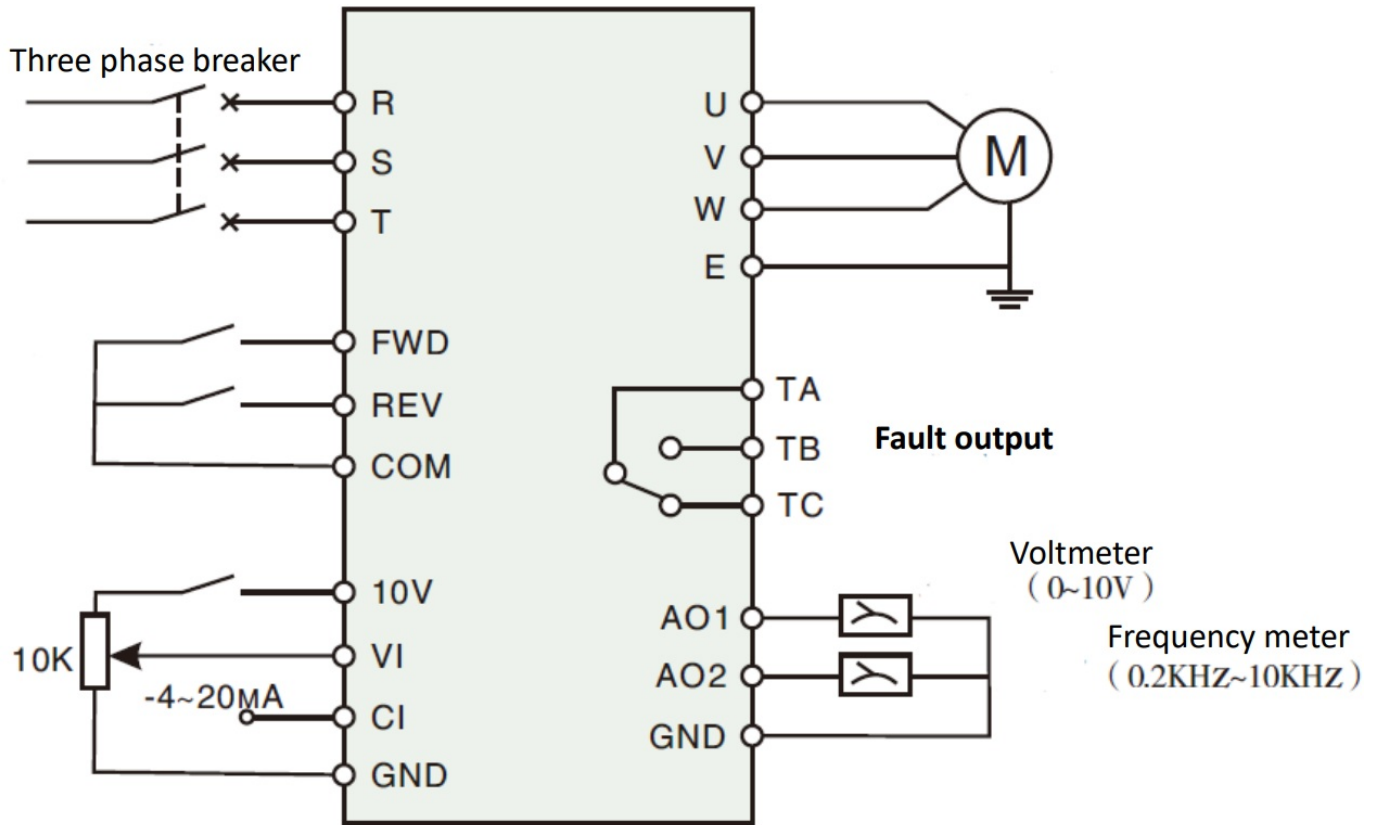 Three phase breaker
R
S
T
FWD
REV
COM
10V
10K
VI
-4~20MA
CI
GND
U
V
W
E
M
TA
TB
TC
Fault output
AO1
AO2
GND
Voltmeter
( 0~10V )
Frequency meter
( 0.2KHZ~10KHZ )